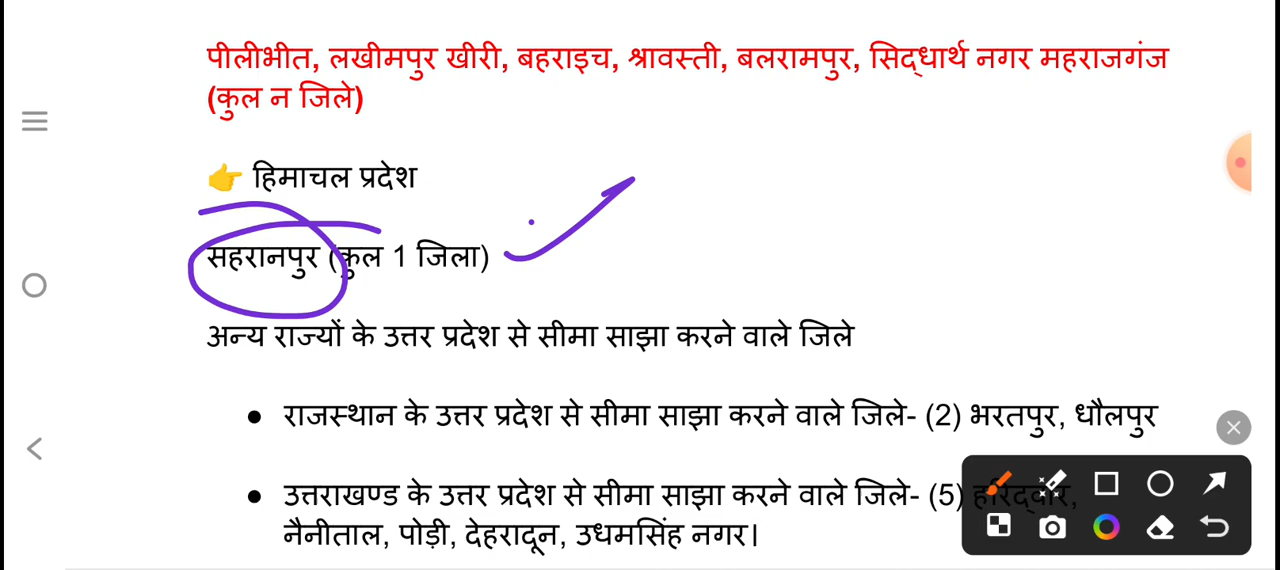 पीलीभीत, लखीमपुर खीरी, बहराइच, श्रावस्ती, बलरामपुर, सिद्धार्थ नगर महराजगंज
(कुल न जिले)
👉 हिमाचल प्रदेश
सहरानपुर (कुल 1 जिला)
अन्य राज्यों के उत्तर प्रदेश से सीमा साझा करने वाले जिले
● राजस्थान के उत्तर प्रदेश से सीमा साझा करने वाले जिले- (2) भरतपुर, धौलपुर
● उत्तराखण्ड के उत्तर प्रदेश से सीमा साझा करने वाले जिले- (5) हरिद्वार,
नैनीताल, पोड़ी, देहरादून, उधमसिंह नगर।